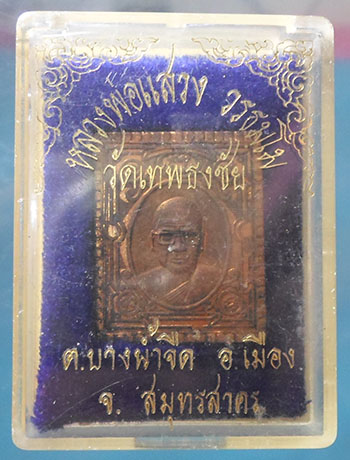 หลวงพ่อแสวง
วัดเทพธงชัย
ต.บางน้ำจืด อ.เมือง
จ. สมุทรสาคร